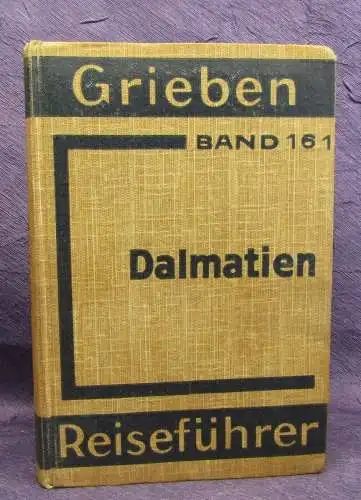 Grieben
BAND 161
Dalmatien
Reiseführer